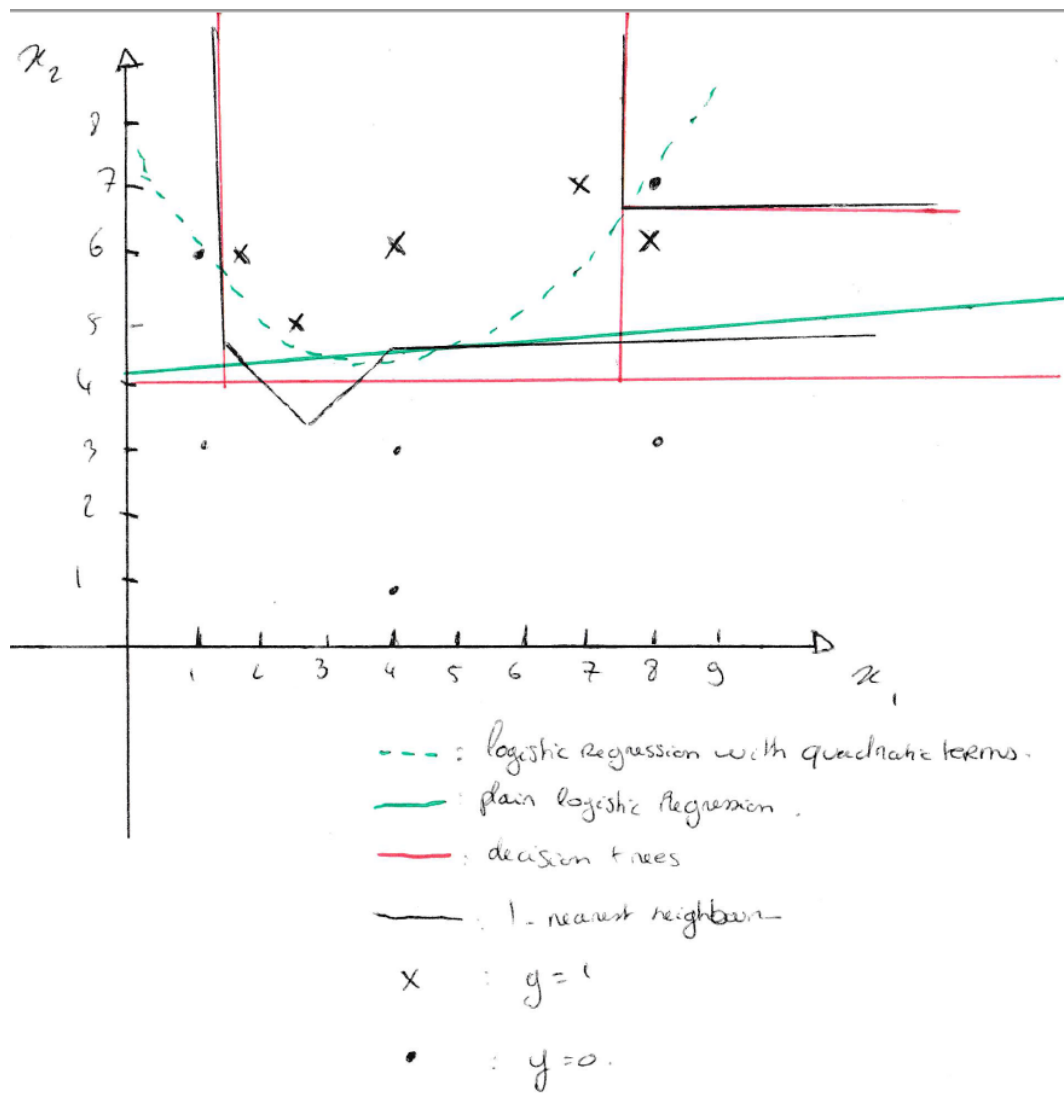 x₂
8
7
6
5
4
3
2
1
1 2 3 4 5 6 7 8 9
x₁
: logistic Regression with quadratic terms.
: plain logistic Regression.
: decision trees
: 1- nearest neighbour
x : y = 1
• : y = 0.